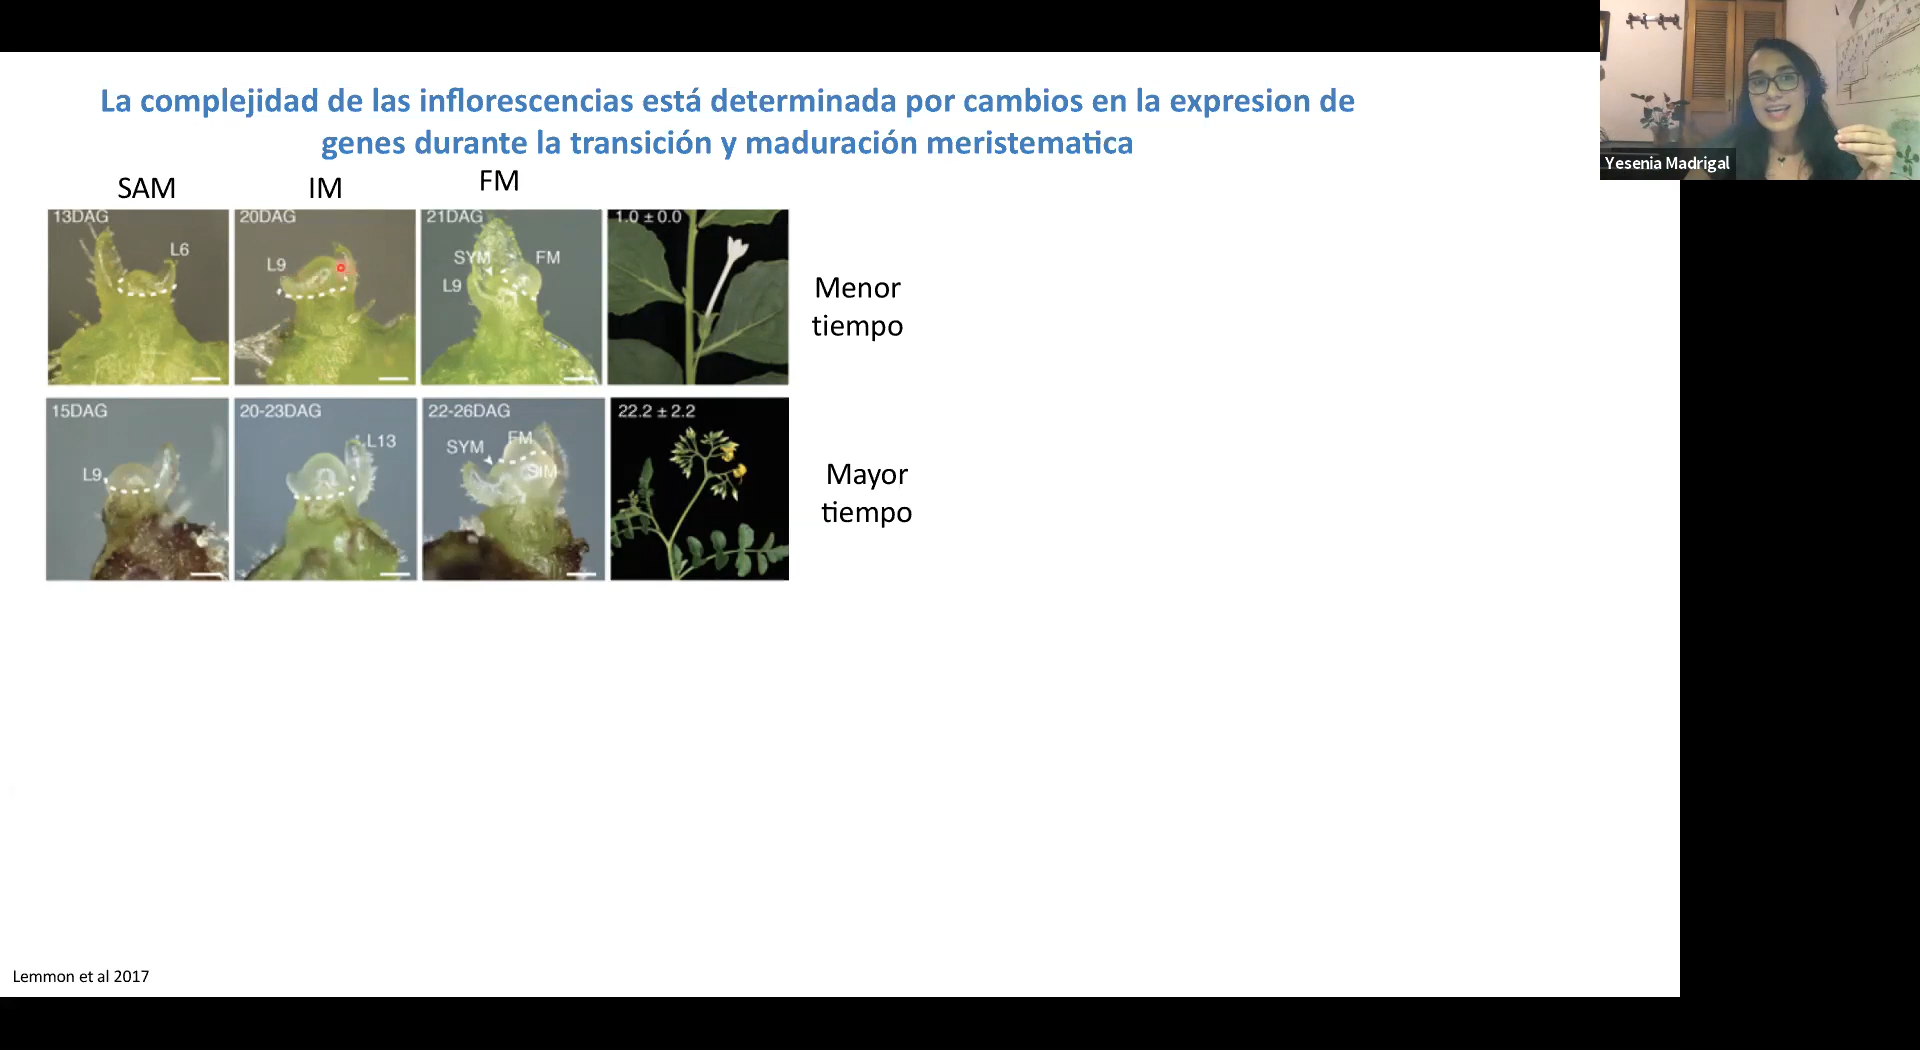 La complejidad de las inflorescencias está determinada por cambios en la expresion de
genes durante la transición y maduración meristematica
Yesenia Madrigal
SAM
IM
FM
13DAG
L6
20DAG
L9
21DAG
SYM
FM
L9
1.0 ± 0.0
Menor
tiempo
15DAG
L9
20-23DAG
L13
22-26DAG
SYM
FM
SIM
22.2 ± 2.2
Mayor
tiempo
Lemmon et al 2017